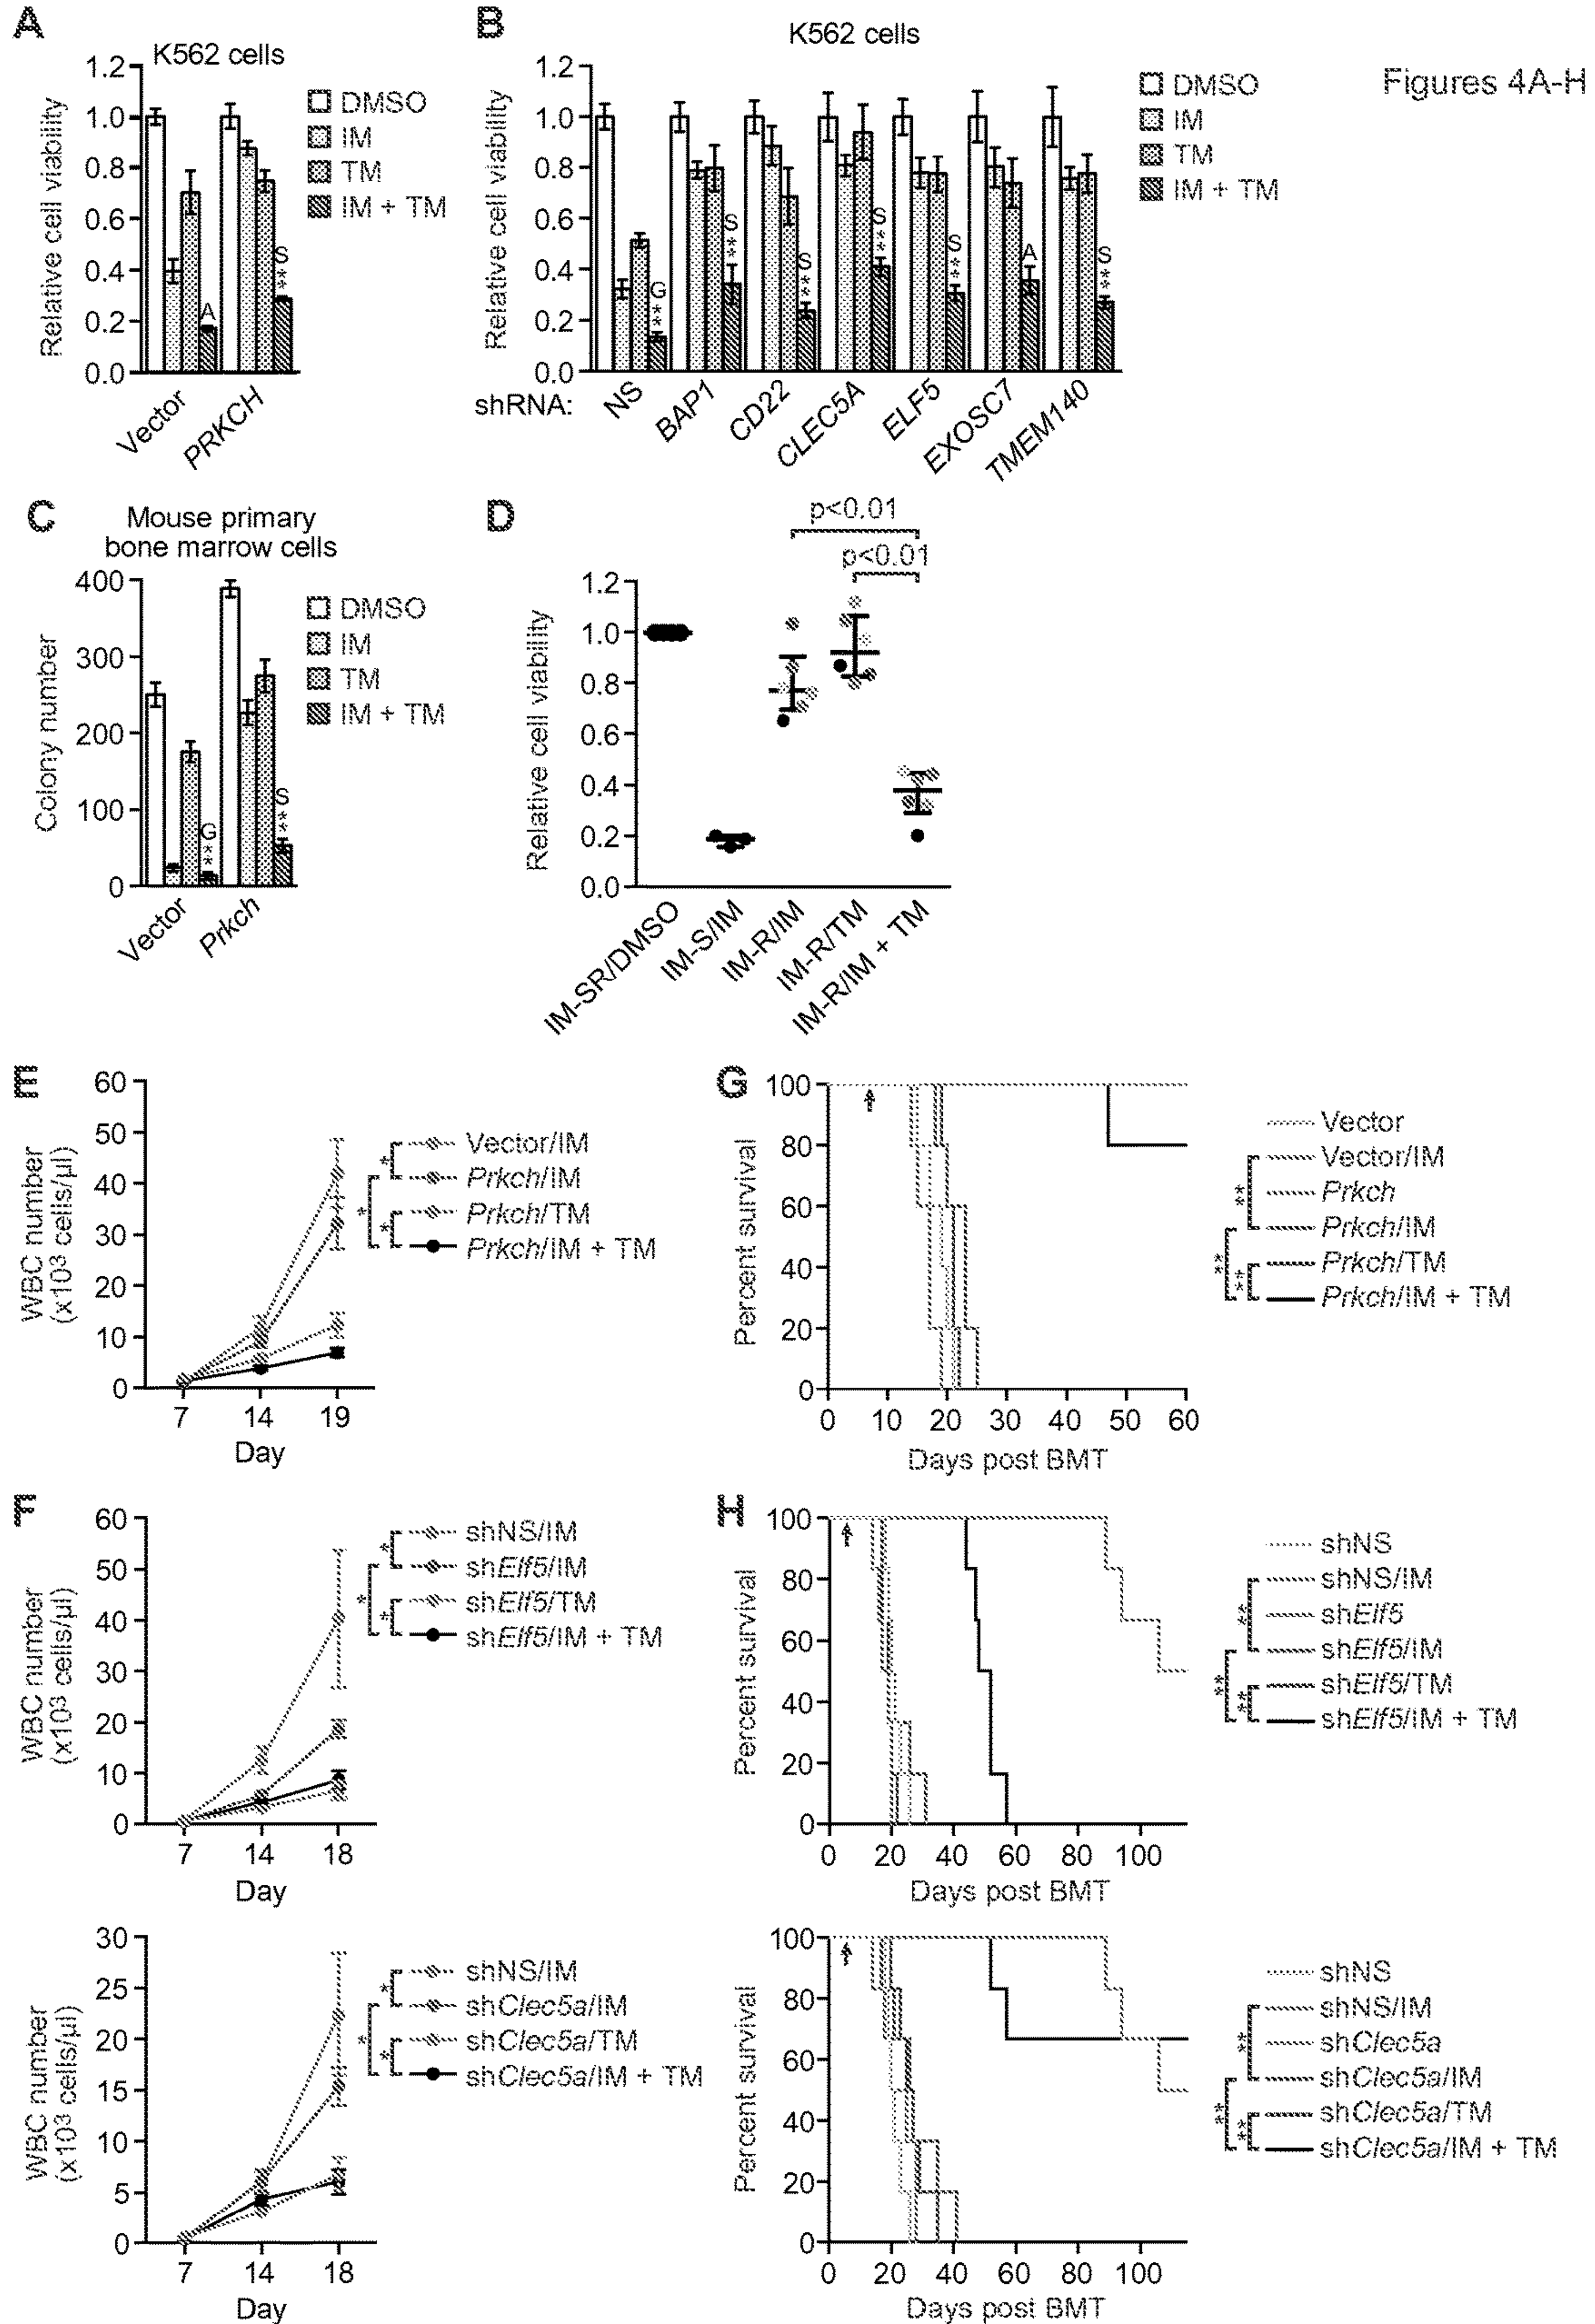 Figures 4A-H
A
K562 cells
Relative cell viability
1.2
1.0
0.8
0.6
0.4
0.2
0.0
DMSO
IM
TM
IM + TM
A
S
***
Vector
PRKCH
B
K562 cells
Relative cell viability
1.2
1.0
0.8
0.6
0.4
0.2
0.0
DMSO
IM
TM
IM + TM
G
**
S
***
S
***
S
***
S
***
A
S
***
shRNA:
NS
BAP1
CD22
CLEC5A
ELF5
EXOSC7
TMEM140
C
Mouse primary
bone marrow cells
Colony number
400
300
200
100
0
DMSO
IM
TM
IM + TM
G
**
S
***
Vector
Prkch
D
p<0.01
p<0.01
Relative cell viability
1.2
1.0
0.8
0.6
0.4
0.2
0.0
IM-SR/DMSO
IM-S/IM
IM-R/IM
IM-R/TM
IM-R/IM + TM
E
WBC number
(x10³ cells/µl)
60
50
40
30
20
10
0
7 14 19
Day
Vector/IM
Prkch/IM
Prkch/TM
Prkch/IM + TM
*
*
*
G
Percent survival
100
80
60
40
20
0
0 10 20 30 40 50 60
Days post BMT
Vector
Vector/IM
Prkch
Prkch/IM
Prkch/TM
Prkch/IM + TM
**
**
**
F
WBC number
(x10³ cells/µl)
60
50
40
30
20
10
0
7 14 18
Day
shNS/IM
shElf5/IM
shElf5/TM
shElf5/IM + TM
*
*
*
H
Percent survival
100
80
60
40
20
0
0 20 40 60 80 100
Days post BMT
shNS
shNS/IM
shElf5
shElf5/IM
shElf5/TM
shElf5/IM + TM
**
**
**
WBC number
(x10³ cells/µl)
30
25
20
15
10
5
0
7 14 18
Day
shNS/IM
shClec5a/IM
shClec5a/TM
shClec5a/IM + TM
*
*
*
Percent survival
100
80
60
40
20
0
0 20 40 60 80 100
Days post BMT
shNS
shNS/IM
shClec5a
shClec5a/IM
shClec5a/TM
shClec5a/IM + TM
**
**
**